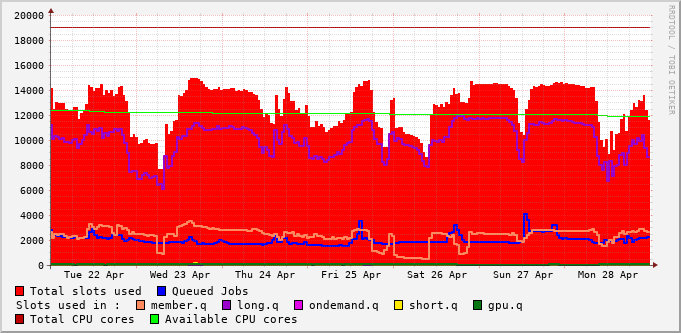 20000
18000
16000
14000
12000
10000
8000
6000
4000
2000
0
Tue 22 Apr Wed 23 Apr Thu 24 Apr Fri 25 Apr Sat 26 Apr Sun 27 Apr Mon 28 Apr
RRDTOOL / TOBI OETIKER
Total slots used Queued Jobs
Slots used in : member.q long.q ondemand.q short.q gpu.q
Total CPU cores Available CPU cores